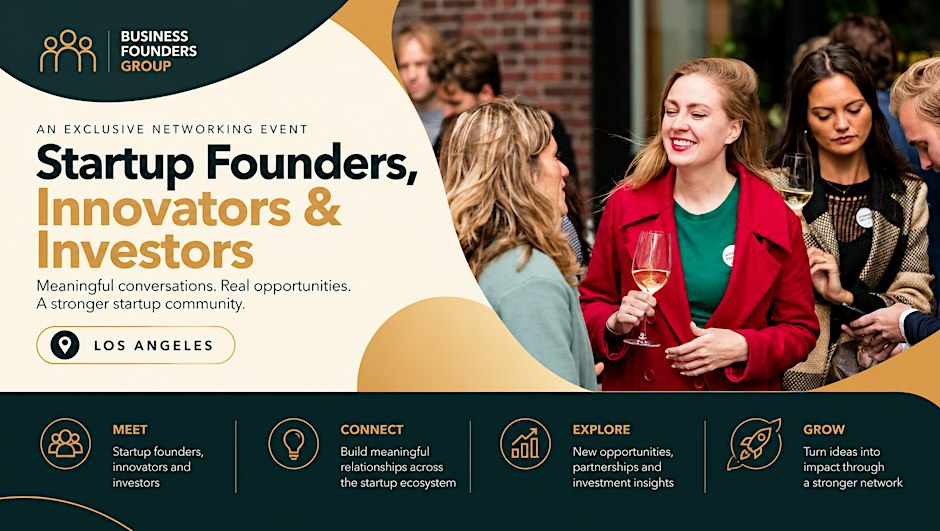 BUSINESS
FOUNDERS
GROUP
AN EXCLUSIVE NETWORKING EVENT
Startup Founders,
Innovators &
Investors
Meaningful conversations. Real opportunities.
A stronger startup community.
LOS ANGELES
MEET
Startup founders,
innovators and
investors
CONNECT
Build meaningful
relationships across
the startup ecosystem
EXPLORE
New opportunities,
partnerships and
investment insights
GROW
Turn ideas into
impact through
a stronger network